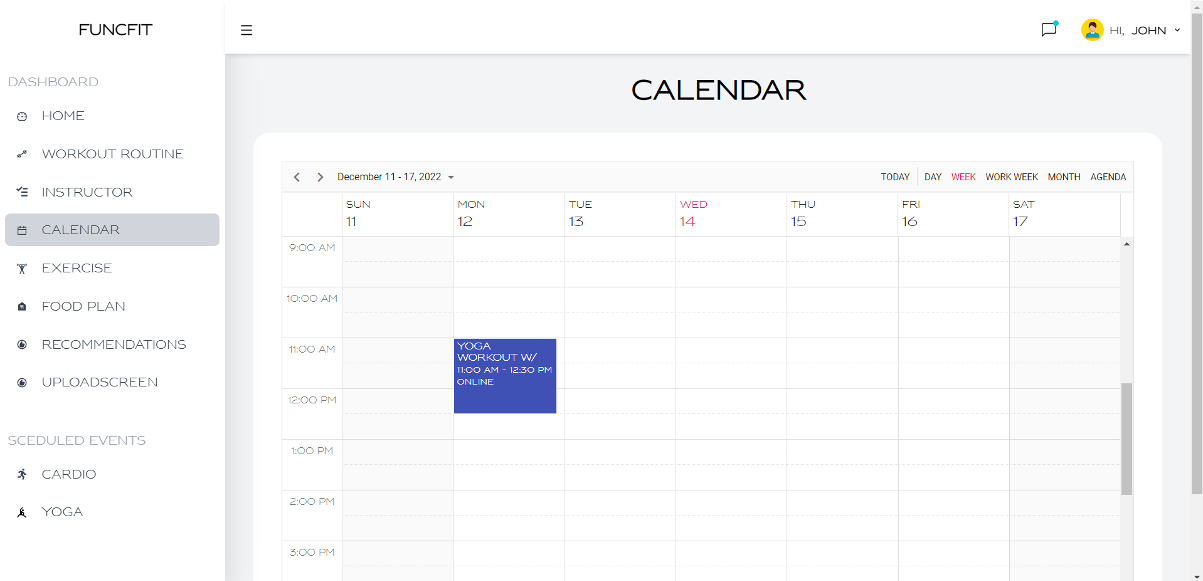 FUNCFIT
HI, JOHN
DASHBOARD
HOME
WORKOUT ROUTINE
INSTRUCTOR
CALENDAR
EXERCISE
FOOD PLAN
RECOMMENDATIONS
UPLOADSCREEN
SCEDULED EVENTS
CARDIO
YOGA
CALENDAR
December 11 - 17, 2022
TODAY DAY WEEK WORK WEEK MONTH AGENDA
SUN MON TUE WED THU FRI SAT
11 12 13 14 15 16 17
9:00 AM
10:00 AM
11:00 AM
YOGA
WORKOUT W/
11:00 AM - 12:30 PM
ONLINE
12:00 PM
1:00 PM
2:00 PM
3:00 PM